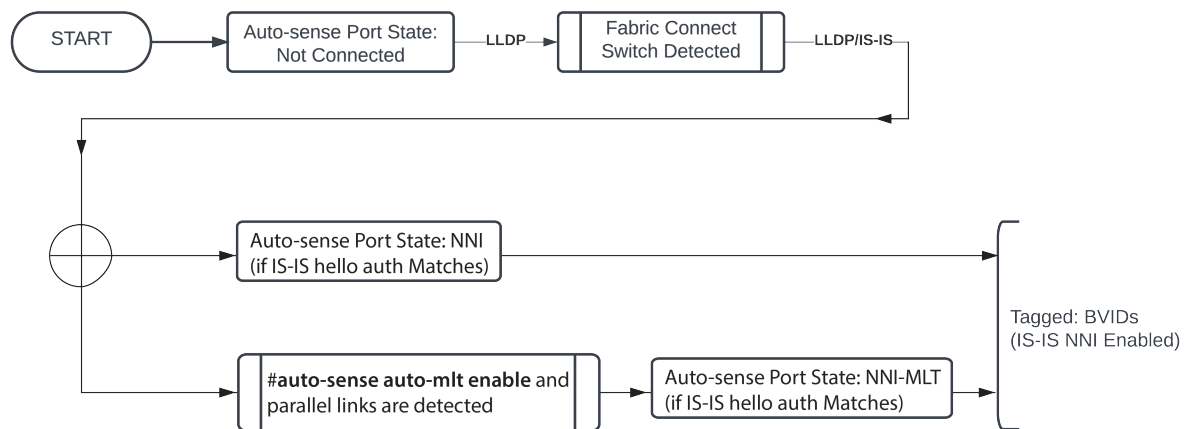 START
Auto-sense Port State:
Not Connected
LLDP
Fabric Connect
Switch Detected
LLDP/IS-IS
Auto-sense Port State: NNI
(if IS-IS hello auth Matches)
Tagged: BVIDs
(IS-IS NNI Enabled)
#auto-sense auto-mlt enable and
parallel links are detected
Auto-sense Port State: NNI-MLT
(if IS-IS hello auth Matches)